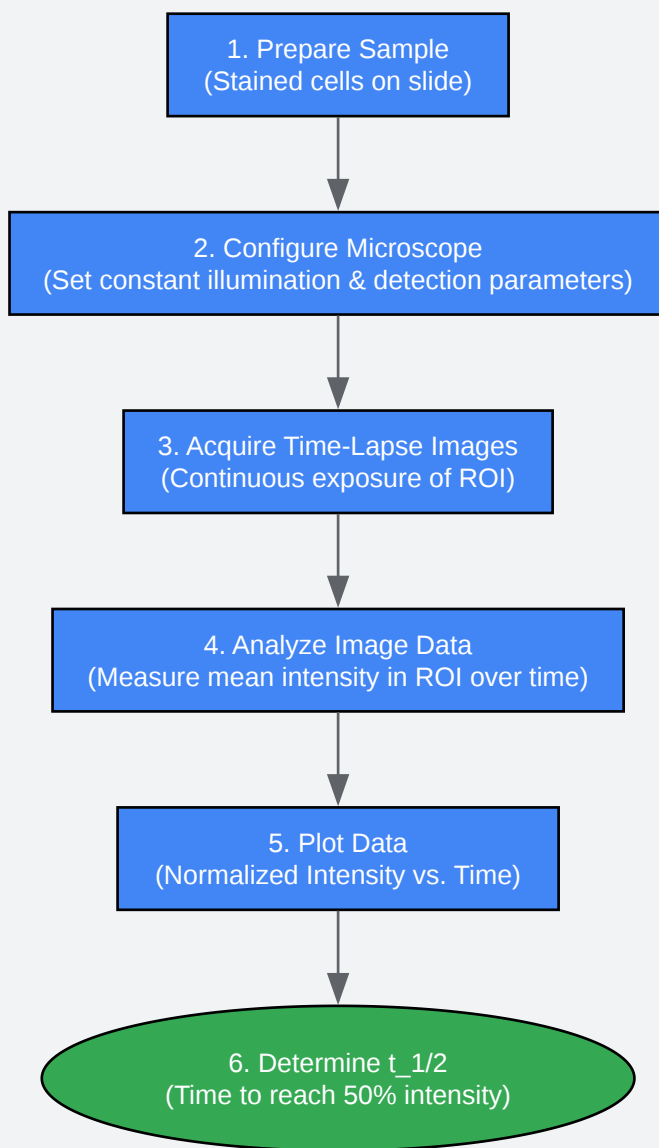 1. Prepare Sample
(Stained cells on slide)
2. Configure Microscope
(Set constant illumination & detection parameters)
3. Acquire Time-Lapse Images
(Continuous exposure of ROI)
4. Analyze Image Data
(Measure mean intensity in ROI over time)
5. Plot Data
(Normalized Intensity vs. Time)
6. Determine t_1/2
(Time to reach 50% intensity)